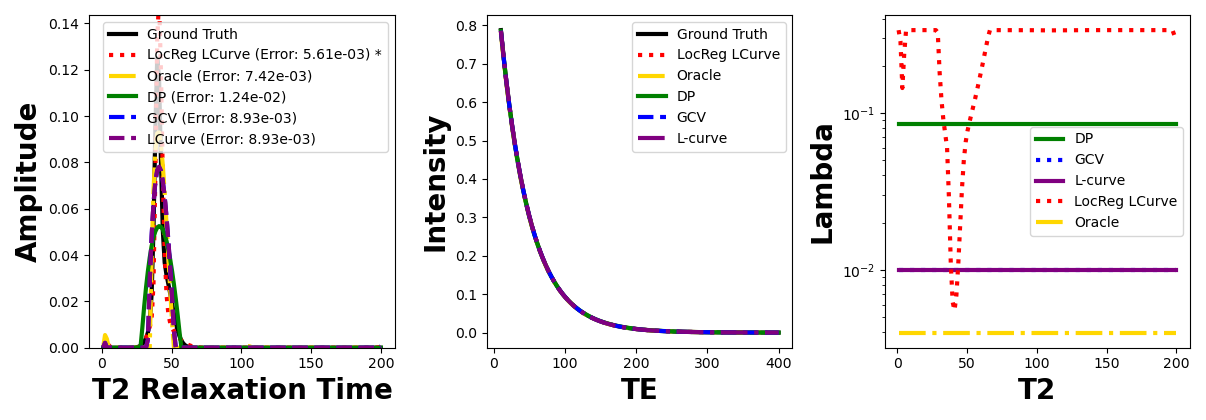 0.14
0.12
0.10
0.08
0.06
0.04
0.02
0.00
Amplitude
Ground Truth
LocReg LCurve (Error: 5.61e-03) *
Oracle (Error: 7.42e-03)
DP (Error: 1.24e-02)
GCV (Error: 8.93e-03)
LCurve (Error: 8.93e-03)
0 50 100 150 200
T2 Relaxation Time
0.8
0.7
0.6
0.5
0.4
0.3
0.2
0.1
0.0
Intensity
Ground Truth
LocReg LCurve
Oracle
DP
GCV
L-curve
0 100 200 300 400
TE
10⁻¹
10⁻²
Lambda
DP
GCV
L-curve
LocReg LCurve
Oracle
0 50 100 150 200
T2